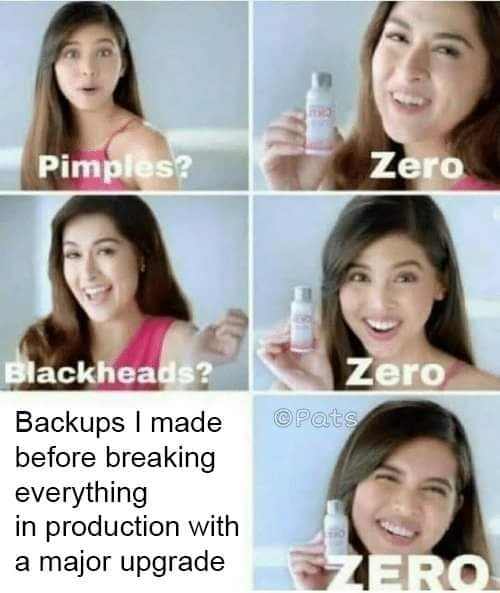 Pimples?
Zero
Blackheads?
Zero
Backups I made
before breaking
everything
in production with
a major upgrade
©Pats
ZERO